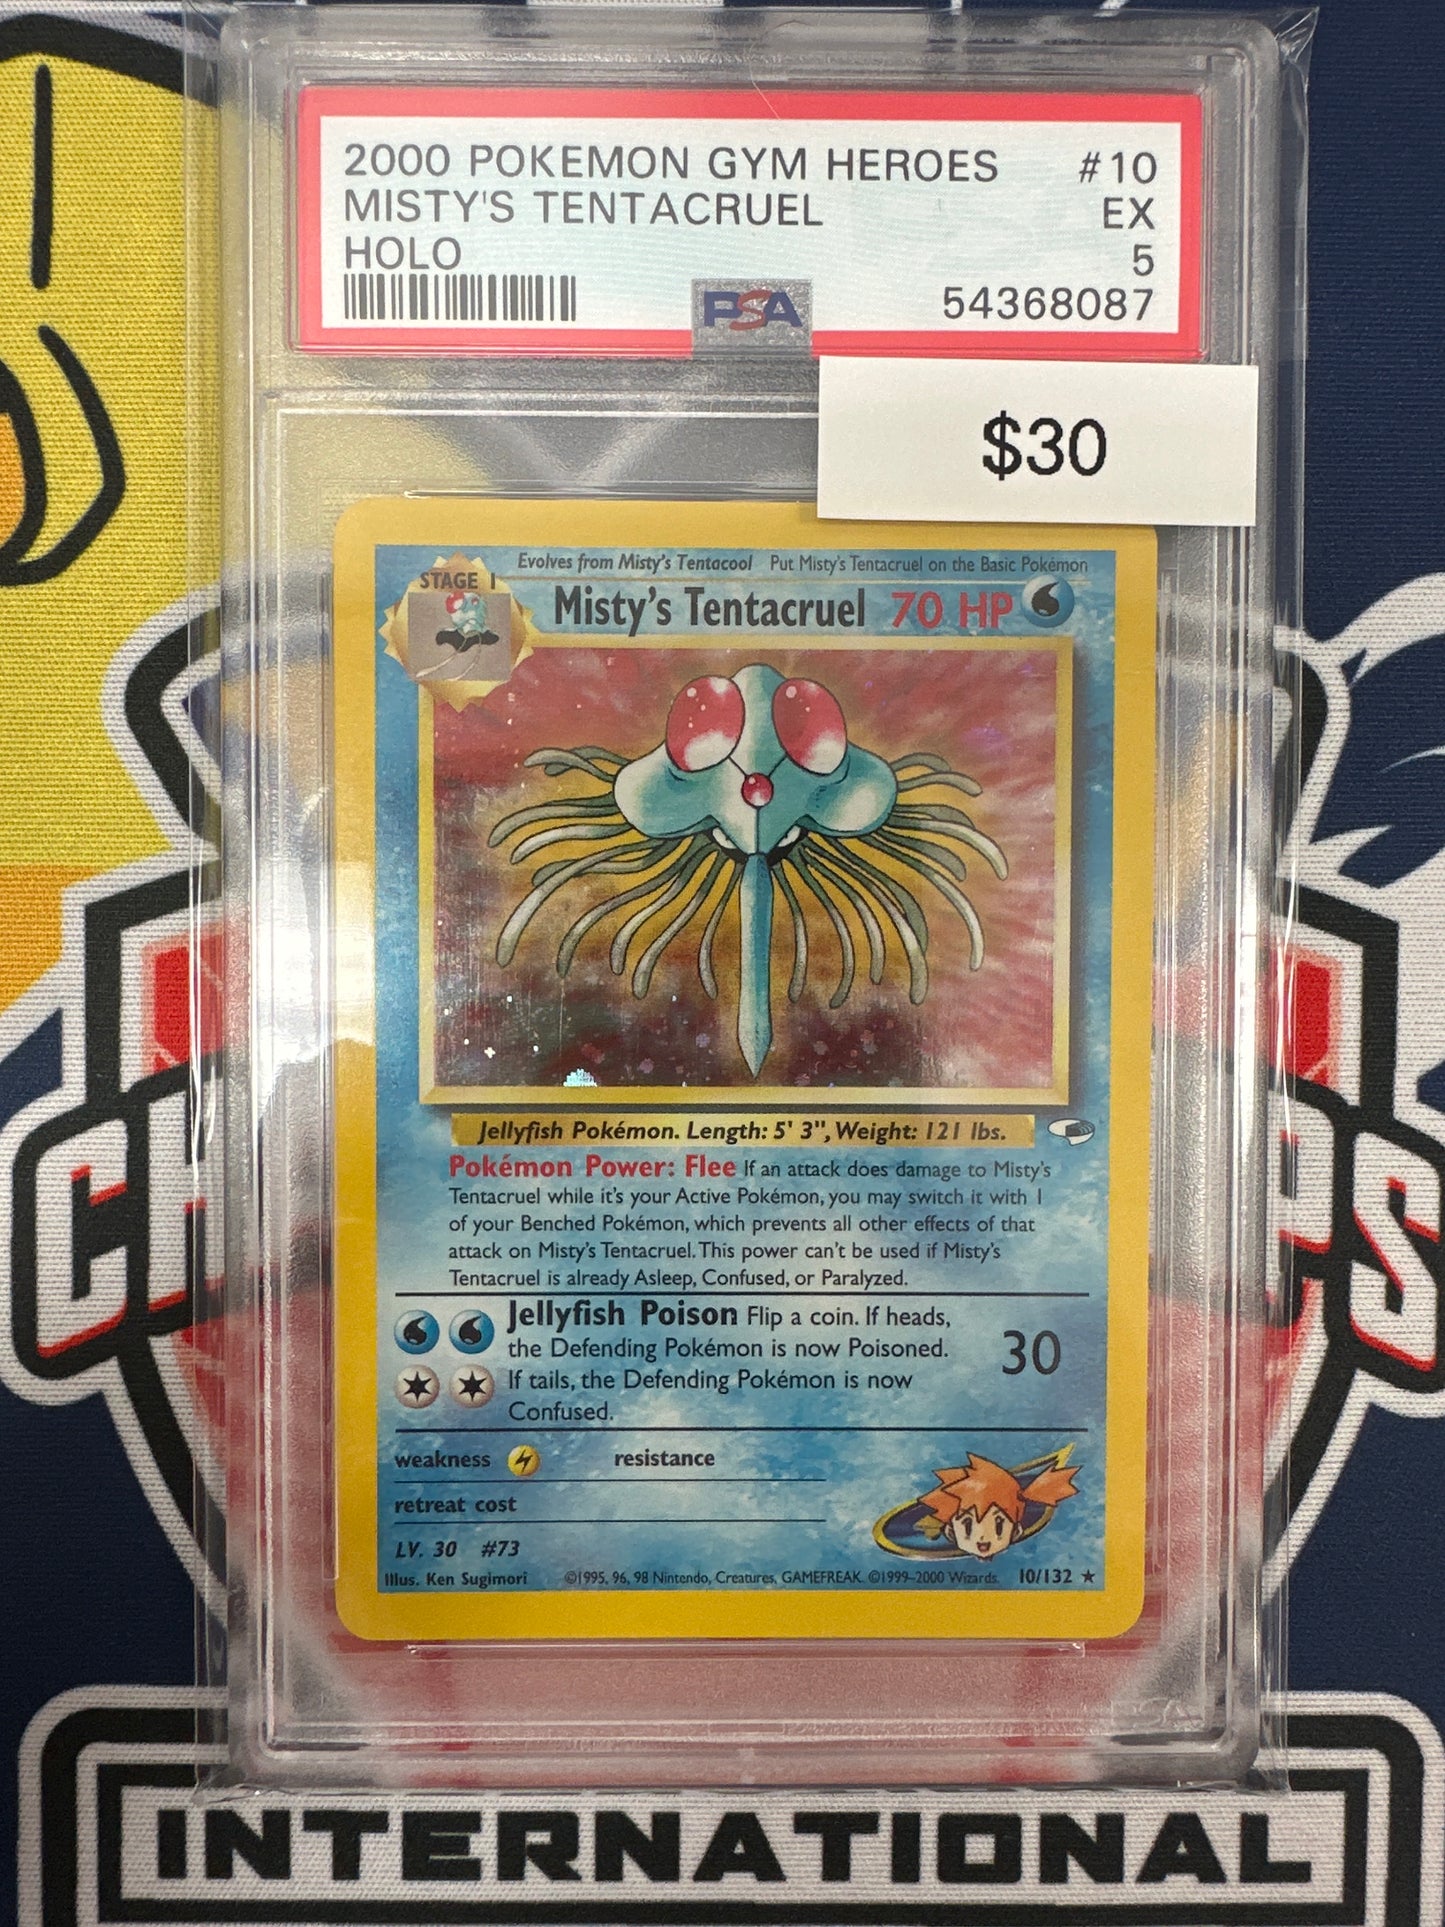 2000 POKEMON GYM HEROES #10
MISTY'S TENTACRUEL EX
HOLO 5
PSA 54368087
$30
Evolves from Misty's Tentacool Put Misty's Tentacruel on the Basic Pokémon
STAGE 1
Misty's Tentacruel 70 HP
Jellyfish Pokémon. Length: 5' 3", Weight: 121 lbs.
Pokémon Power: Flee If an attack does damage to Misty's
Tentacruel while it's your Active Pokémon, you may switch it with 1
of your Benched Pokémon, which prevents all other effects of that
attack on Misty's Tentacruel. This power can't be used if Misty's
Tentacruel is already Asleep, Confused, or Paralyzed.
Jellyfish Poison Flip a coin. If heads,
the Defending Pokémon is now Poisoned.
If tails, the Defending Pokémon is now
Confused.
30
weakness resistance
retreat cost
LV. 30 #73
Illus. Ken Sugimori ©1995, 96, 98 Nintendo, Creatures, GAMEFREAK. ©1999-2000 Wizards. 10/132 ★
INTERNATIONAL